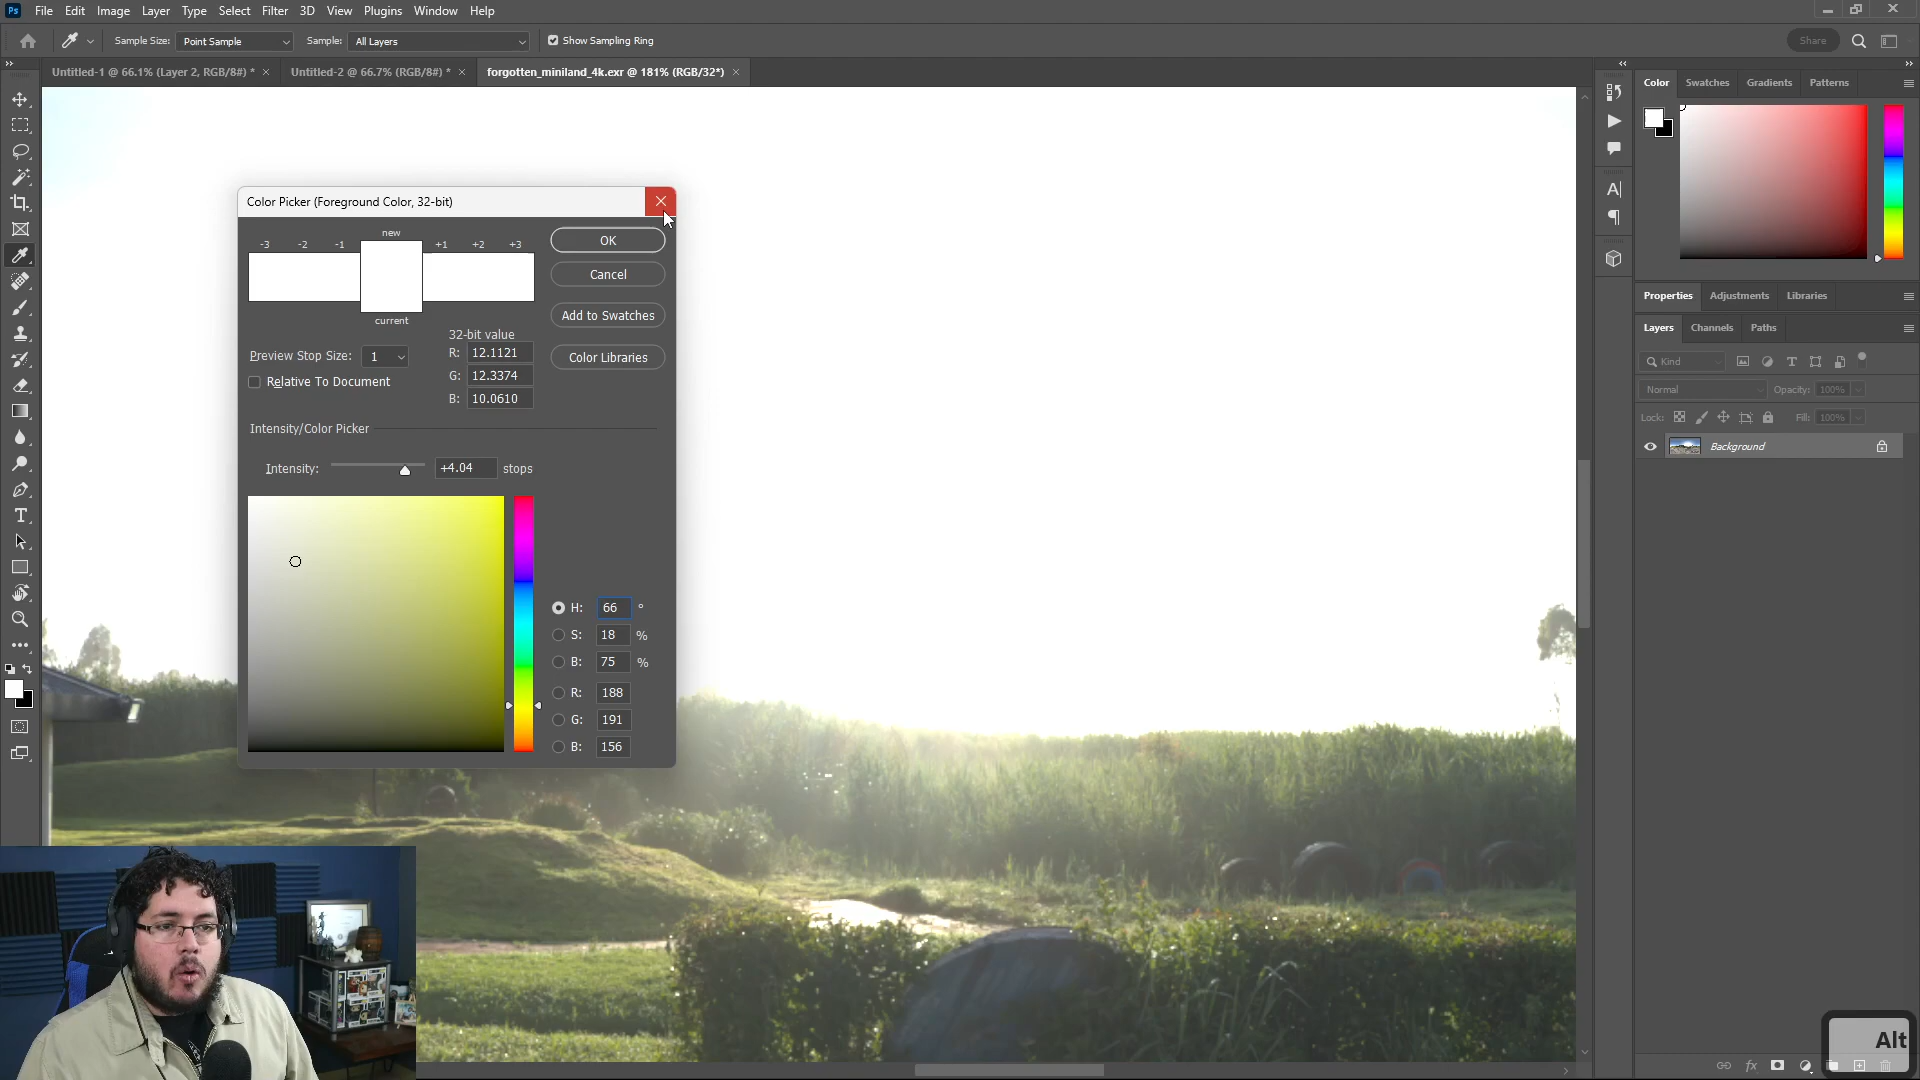 Ps File Edit Image Layer Type Select Filter 3D View Plugins Window Help
Sample Size: Point Sample Sample: All Layers Show Sampling Ring Share
Untitled-1 @ 66.1% (Layer 2, RGB/8#) * × Untitled-2 @ 66.7% (RGB/8#) * × forgotten_miniland_4k.exr @ 181% (RGB/32*) ×
Color Swatches Gradients Patterns
Color Picker (Foreground Color, 32-bit)
new
-3 -2 -1 +1 +2 +3
OK
Cancel
current
Add to Swatches
32-bit value
Preview Stop Size: 1
R: 12.1121
Color Libraries
Relative To Document
G: 12.3374
B: 10.0610
Intensity/Color Picker
Intensity: +4.04 stops
H: 66 °
S: 18 %
B: 75 %
R: 188
G: 191
B: 156
Properties Adjustments Libraries
Layers Channels Paths
Kind
Normal Opacity: 100%
Lock: Fill: 100%
Background
Alt